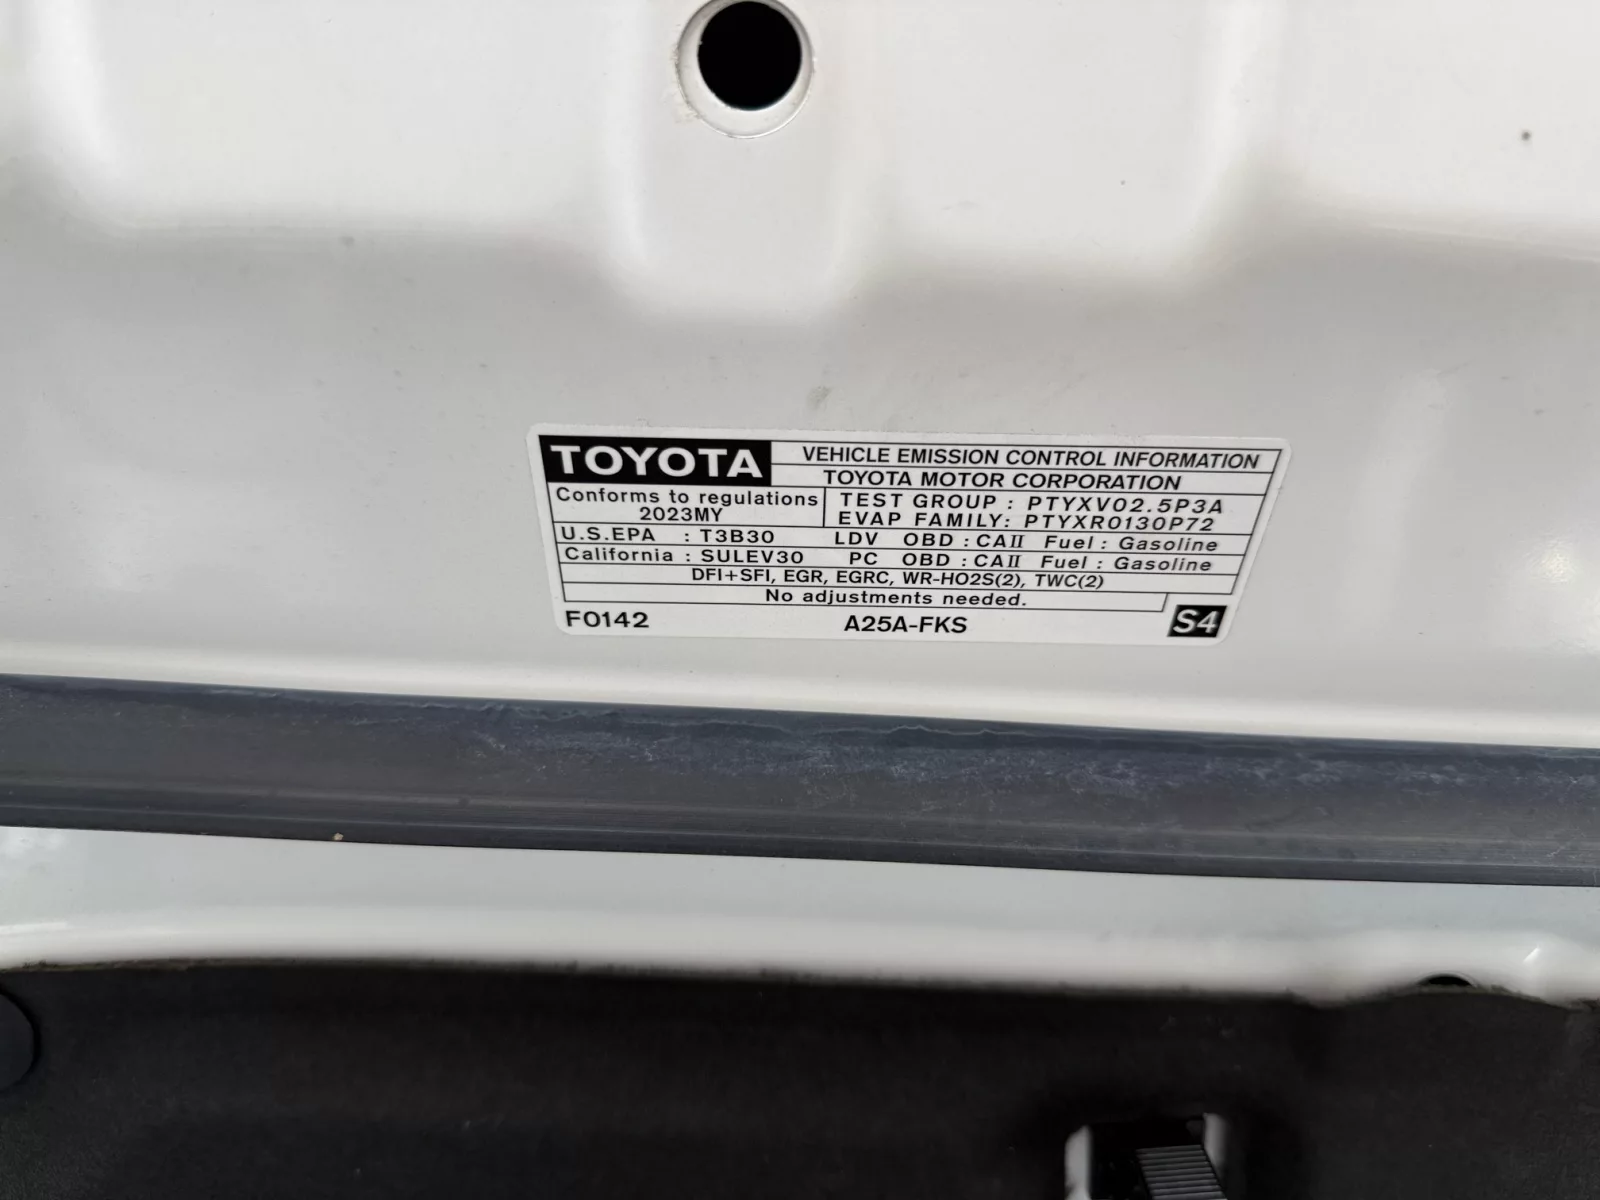 TOYOTA VEHICLE EMISSION CONTROL INFORMATION
TOYOTA MOTOR CORPORATION
Conforms to regulations
2023MY
TEST GROUP : PTYXV02.5P3A
EVAP FAMILY: PTYXR0130P72
U.S.EPA : T3B30 LDV OBD : CAII Fuel : Gasoline
California : SULEV30 PC OBD : CAII Fuel : Gasoline
DFI+SFI, EGR, EGRC, WR-HO2S(2), TWC(2)
No adjustments needed.
F0142 A25A-FKS S4